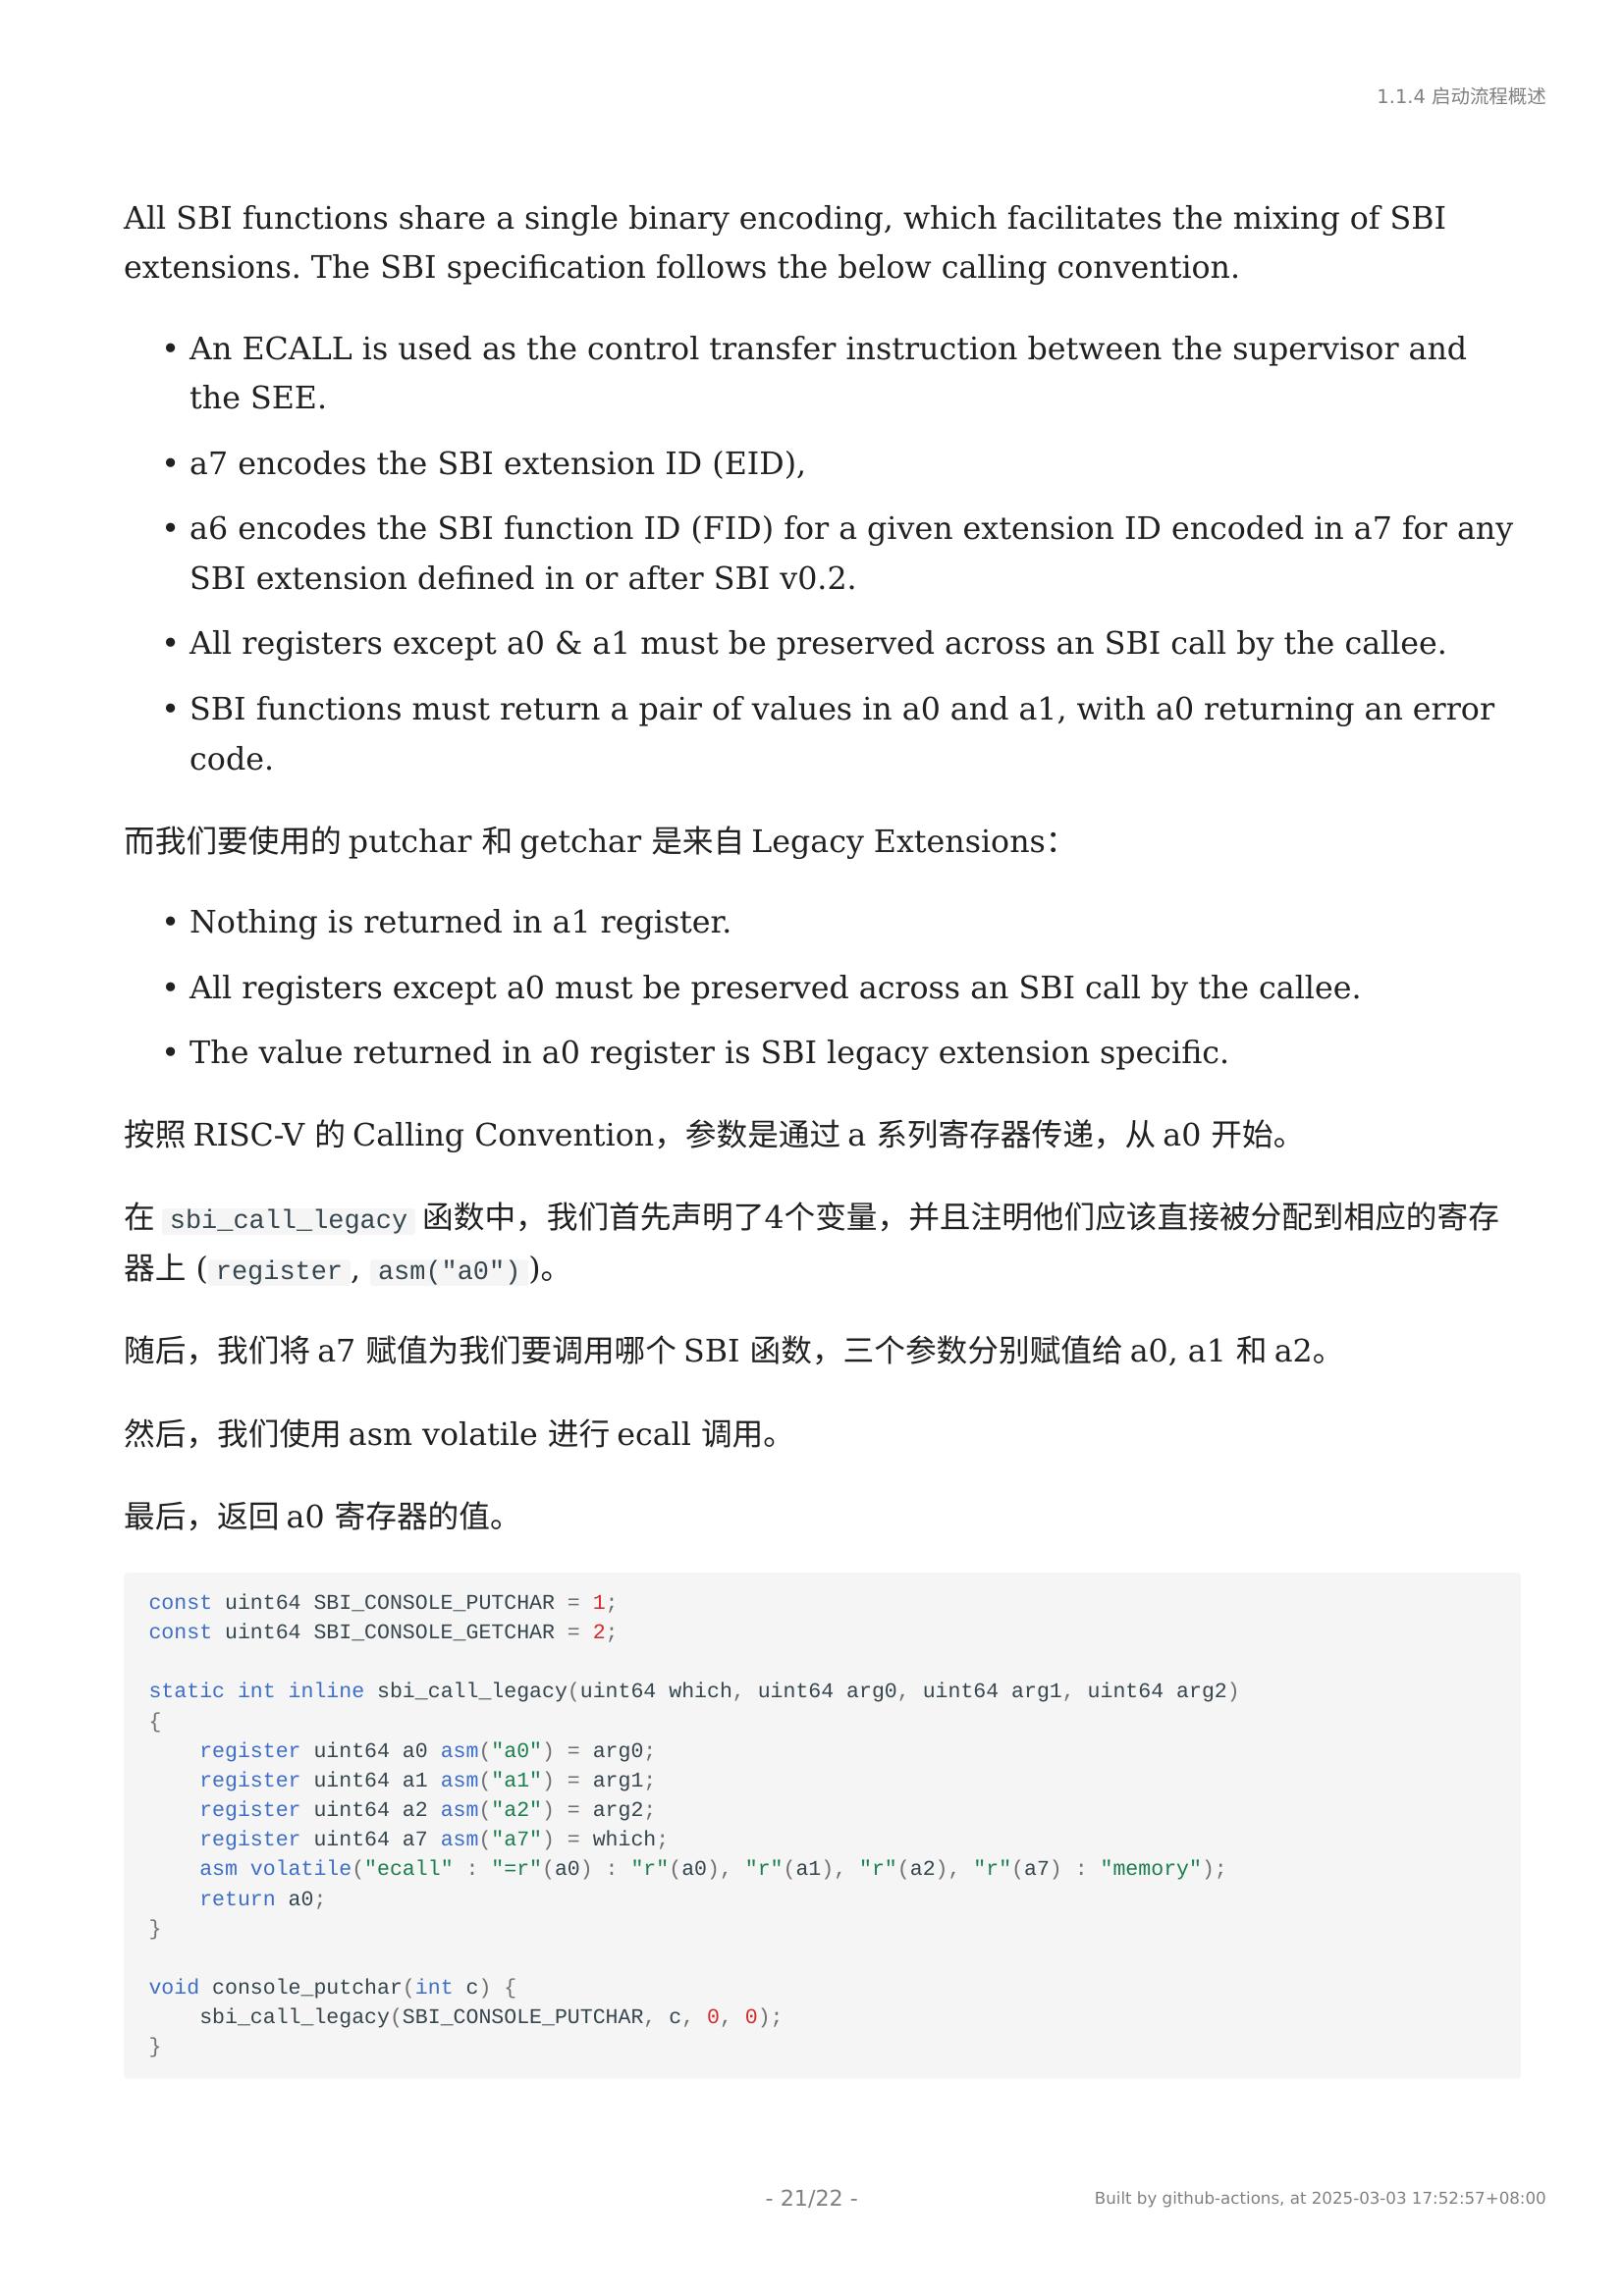 1.1.4 启动流程概述
All SBI functions share a single binary encoding, which facilitates the mixing of SBI
extensions. The SBI specification follows the below calling convention.
• An ECALL is used as the control transfer instruction between the supervisor and
the SEE.
• a7 encodes the SBI extension ID (EID),
• a6 encodes the SBI function ID (FID) for a given extension ID encoded in a7 for any
SBI extension defined in or after SBI v0.2.
• All registers except a0 & a1 must be preserved across an SBI call by the callee.
• SBI functions must return a pair of values in a0 and a1, with a0 returning an error
code.
而我们要使用的 putchar 和 getchar 是来自 Legacy Extensions：
• Nothing is returned in a1 register.
• All registers except a0 must be preserved across an SBI call by the callee.
• The value returned in a0 register is SBI legacy extension specific.
按照 RISC-V 的 Calling Convention，参数是通过 a 系列寄存器传递，从 a0 开始。
在 sbi_call_legacy 函数中，我们首先声明了4个变量，并且注明他们应该直接被分配到相应的寄存
器上 (register, asm("a0"))。
随后，我们将 a7 赋值为我们要调用哪个 SBI 函数，三个参数分别赋值给 a0, a1 和 a2。
然后，我们使用 asm volatile 进行 ecall 调用。
最后，返回 a0 寄存器的值。
const uint64 SBI_CONSOLE_PUTCHAR = 1;
const uint64 SBI_CONSOLE_GETCHAR = 2;
static int inline sbi_call_legacy(uint64 which, uint64 arg0, uint64 arg1, uint64 arg2)
{
    register uint64 a0 asm("a0") = arg0;
    register uint64 a1 asm("a1") = arg1;
    register uint64 a2 asm("a2") = arg2;
    register uint64 a7 asm("a7") = which;
    asm volatile("ecall" : "=r"(a0) : "r"(a0), "r"(a1), "r"(a2), "r"(a7) : "memory");
    return a0;
}
void console_putchar(int c) {
    sbi_call_legacy(SBI_CONSOLE_PUTCHAR, c, 0, 0);
}
- 21/22 -
Built by github-actions, at 2025-03-03 17:52:57+08:00